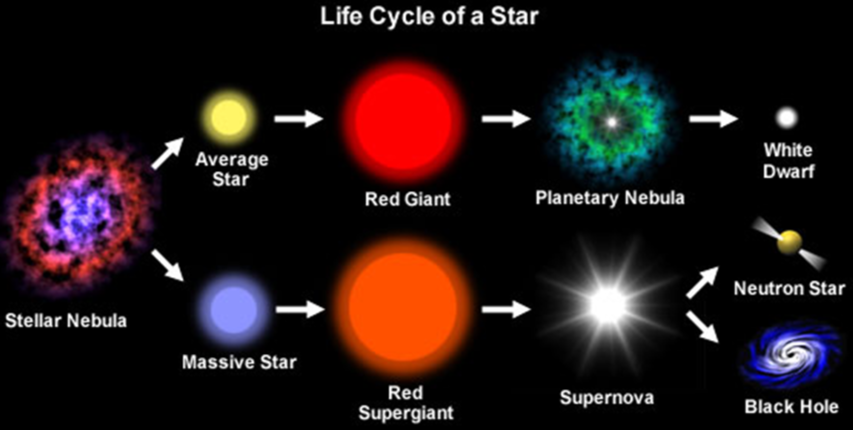 Life Cycle of a Star
Average
Star
Red Giant
Planetary Nebula
White
Dwarf
Stellar Nebula
Massive Star
Red
Supergiant
Supernova
Neutron Star
Black Hole